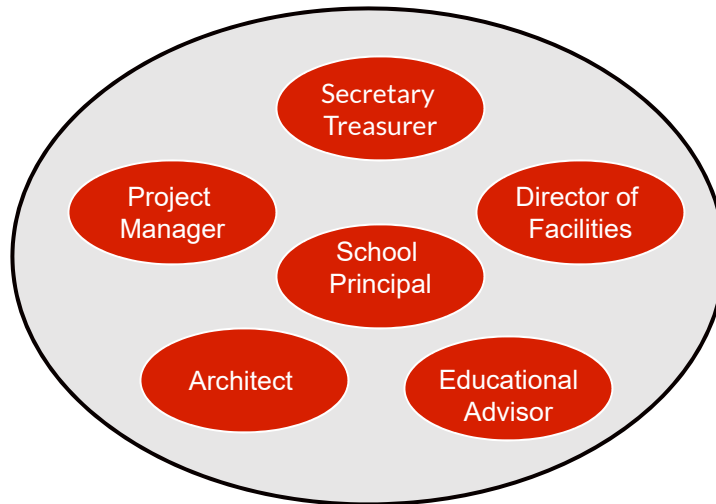 Secretary
Treasurer
Project
Manager
Director of
Facilities
School
Principal
Architect
Educational
Advisor